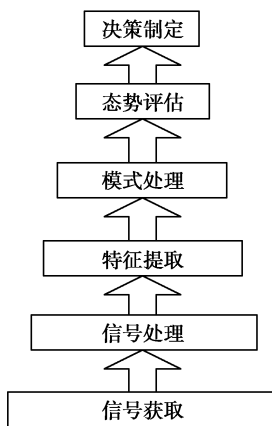 决策制定
态势评估
模式处理
特征提取
信号处理
信号获取